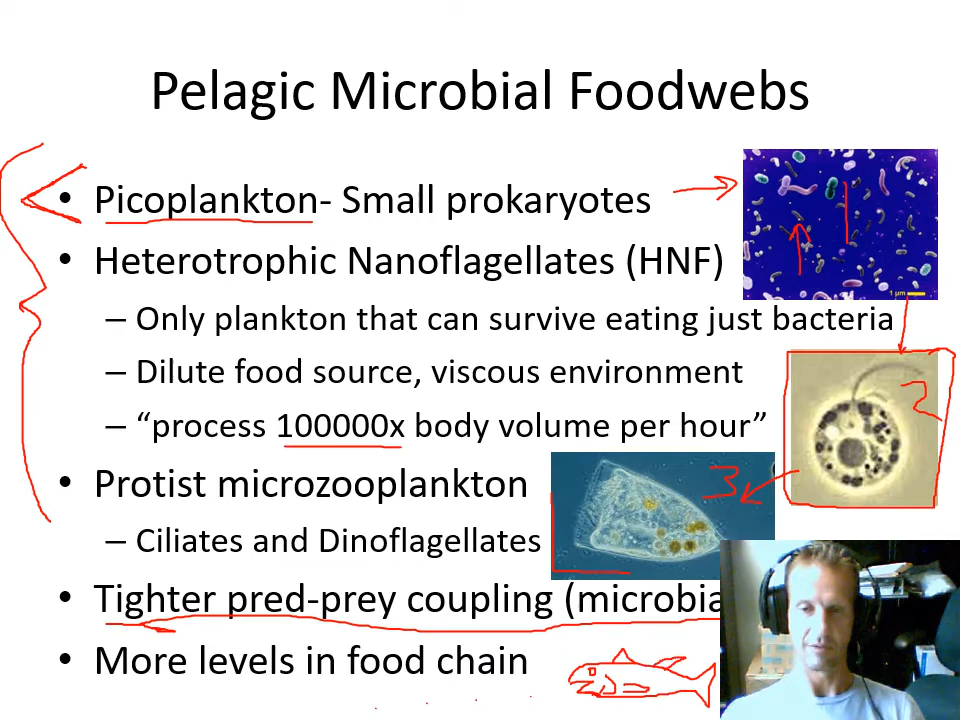 Pelagic Microbial Foodwebs
• Picoplankton- Small prokaryotes
• Heterotrophic Nanoflagellates (HNF)
– Only plankton that can survive eating just bacteria
– Dilute food source, viscous environment
– “process 100000x body volume per hour”
• Protist microzooplankton
– Ciliates and Dinoflagellates
• Tighter pred-prey coupling (microbia
• More levels in food chain
1
1 µm
2
3